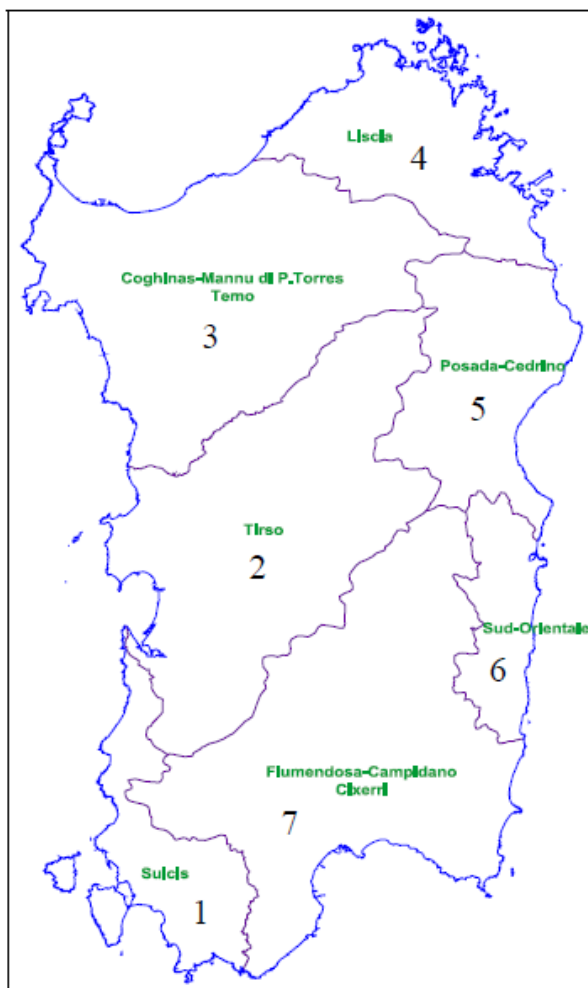 Liscia
4
Coghinas-Mannu di P.Torres
Temo
3
Posada-Cedrino
5
Tirso
2
Sud-Orientale
6
Flumendosa-Campidano
Cixerri
7
Sulcis
1